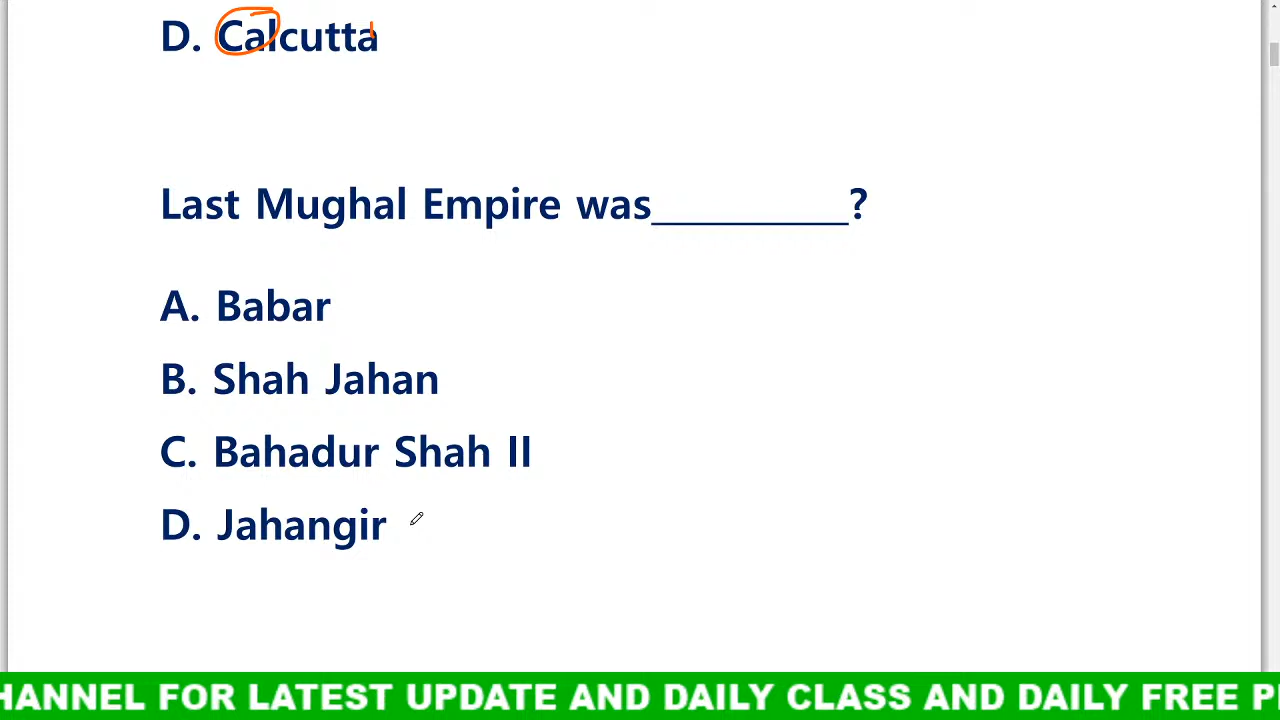 D. Calcutta
Last Mughal Empire was__________?
A. Babar
B. Shah Jahan
C. Bahadur Shah II
D. Jahangir
HANNEL FOR LATEST UPDATE AND DAILY CLASS AND DAILY FREE P